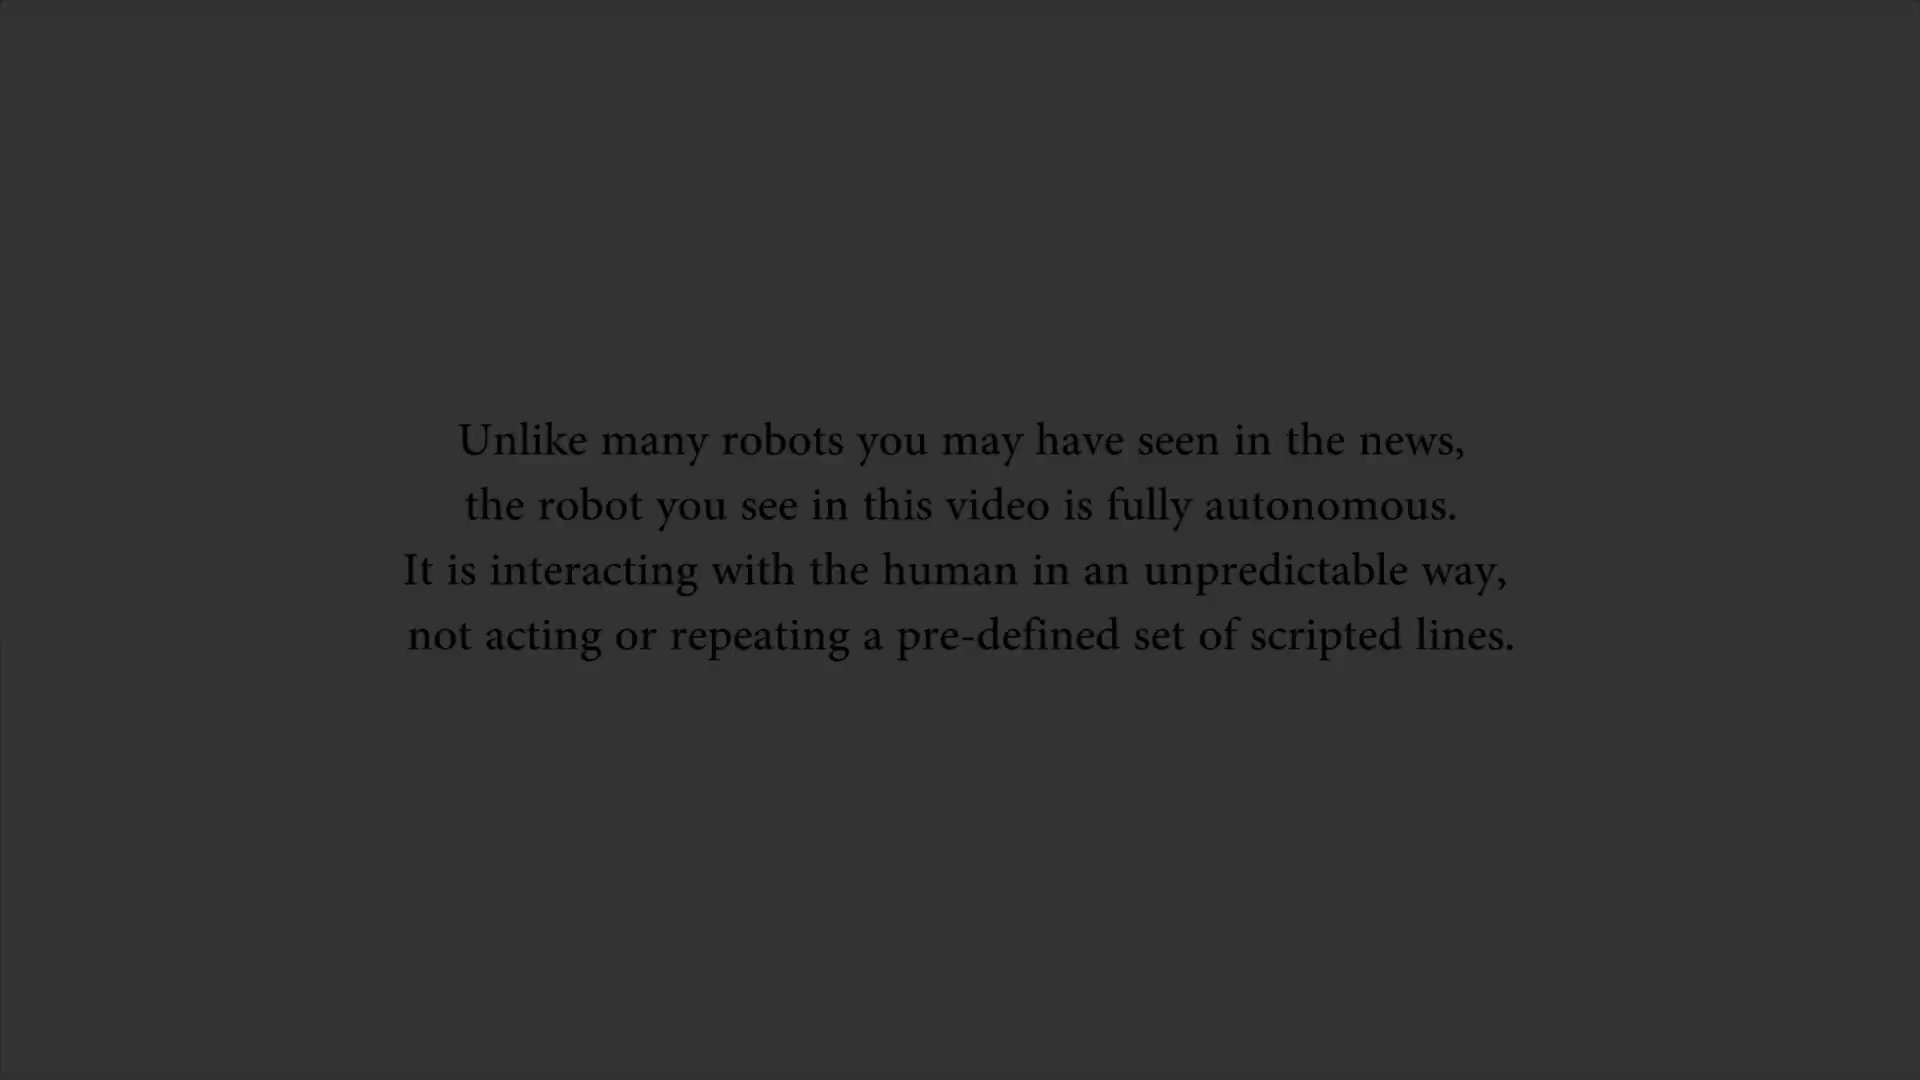 Unlike many robots you may have seen in the news,
the robot you see in this video is fully autonomous.
It is interacting with the human in an unpredictable way,
not acting or repeating a pre-defined set of scripted lines.